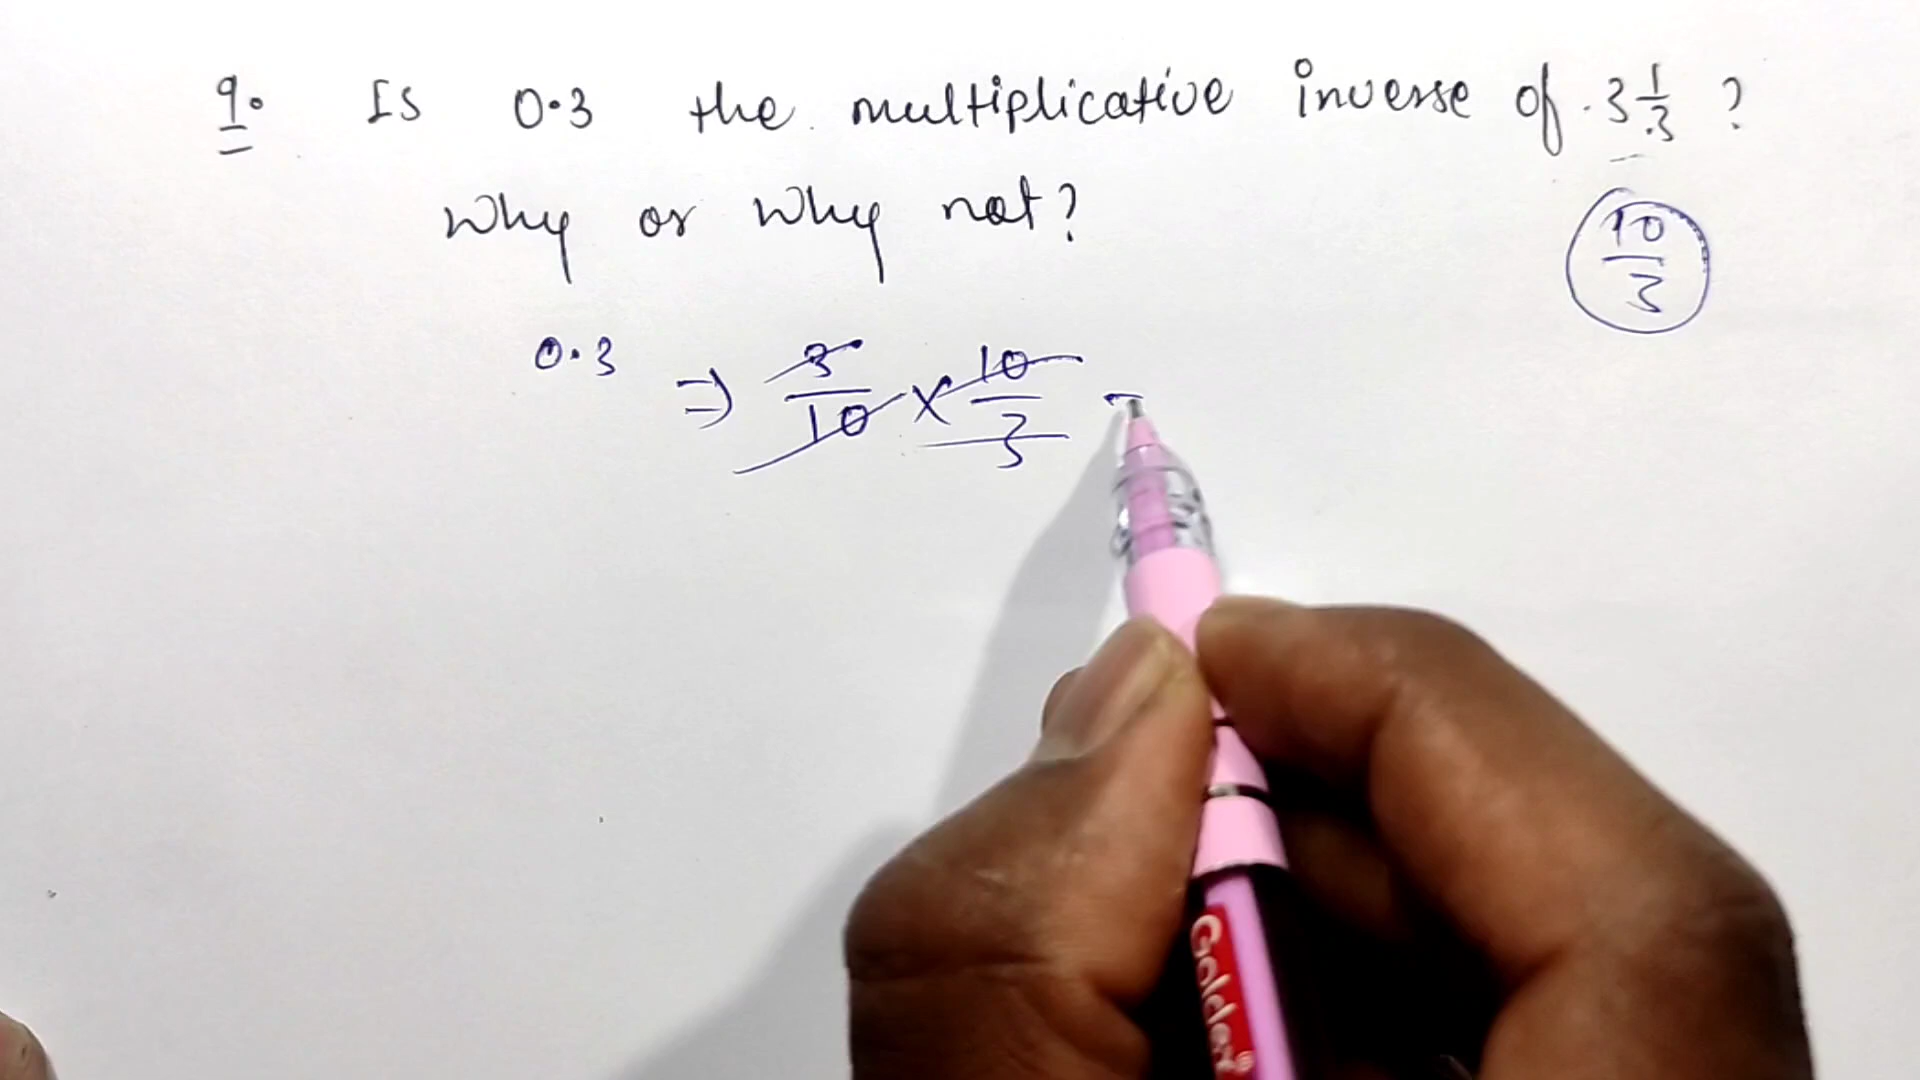 9. Is 0.3 the multiplicative inverse of 3 1/3 ?
Why or why not?
10/3
0.3 ⇒ 3/10 × 10/3 =
Goldex®